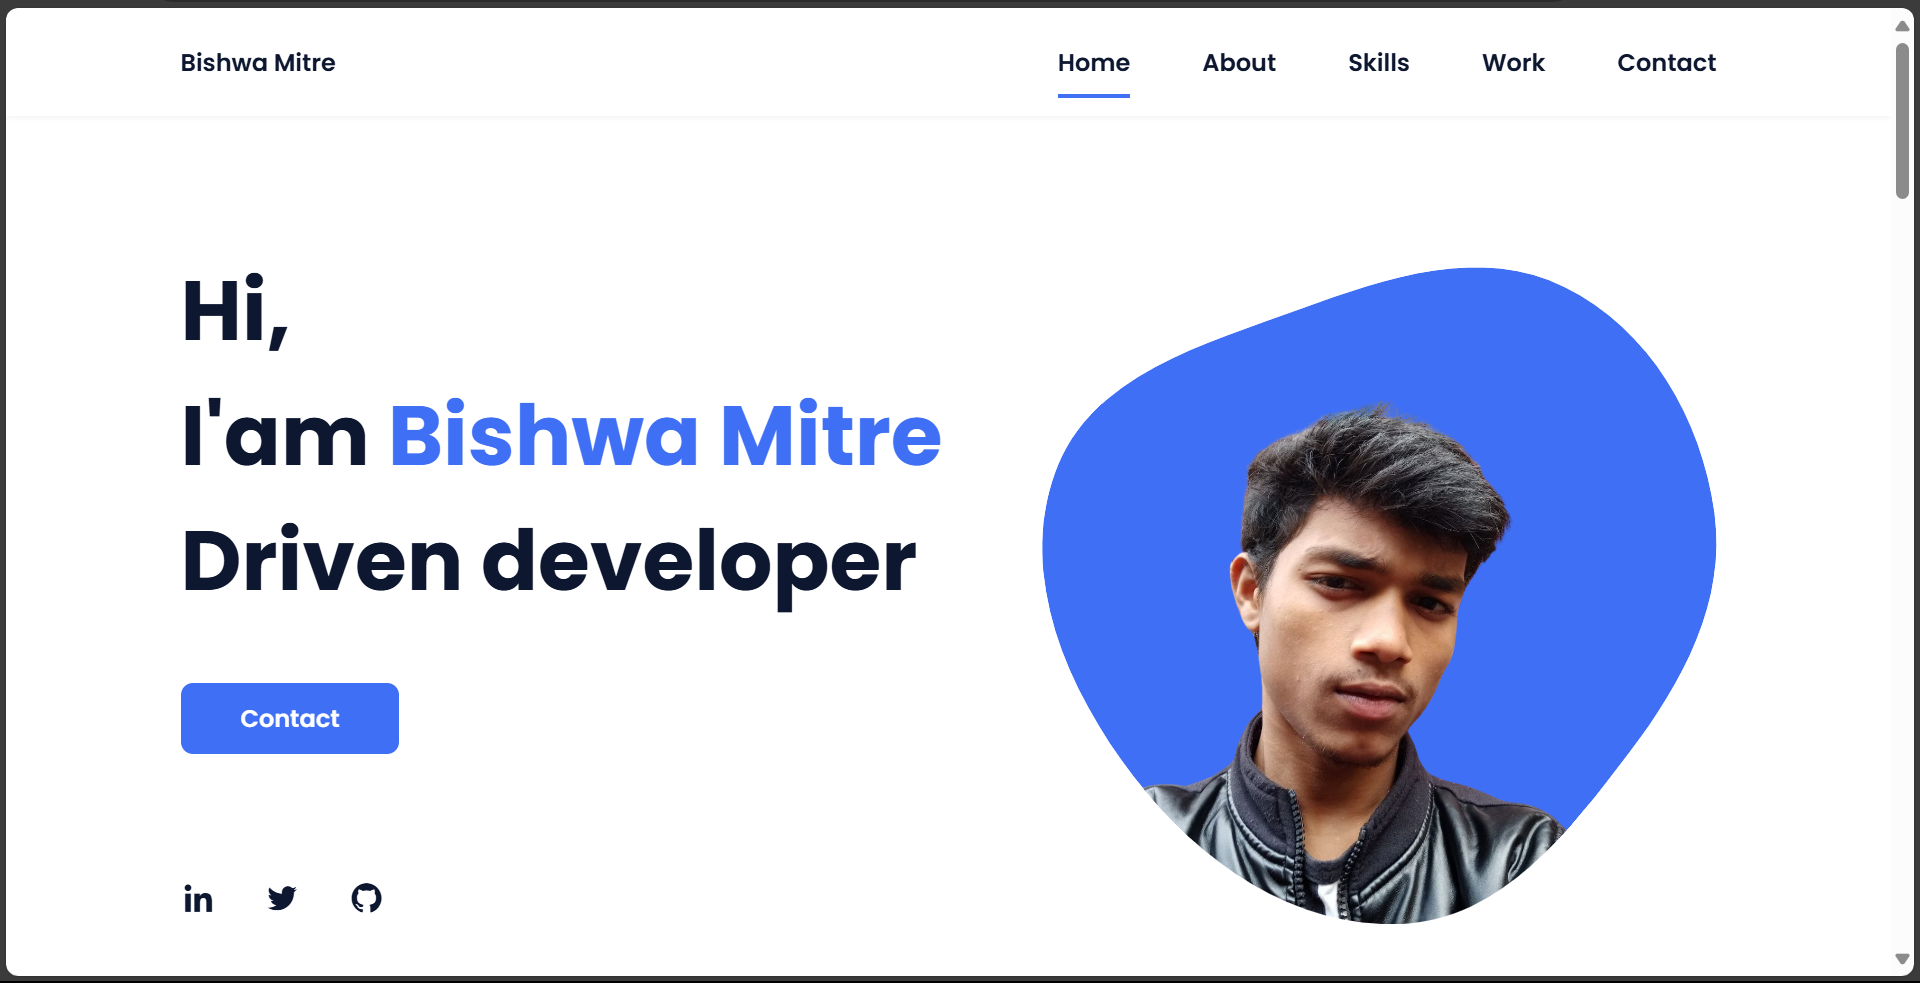 Bishwa Mitre
Home About Skills Work Contact
Hi,
I'am Bishwa Mitre
Driven developer
Contact
in